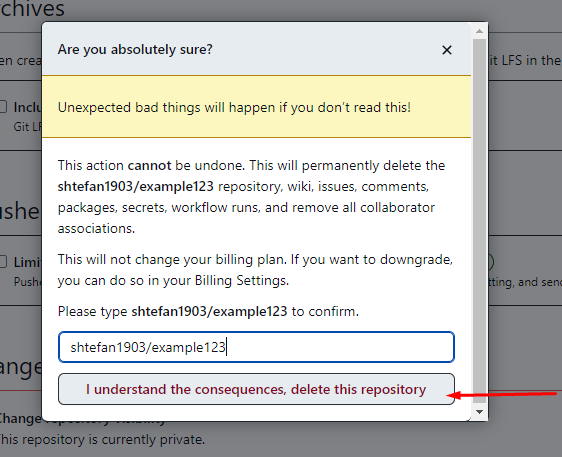 rchives
en crea
it LFS in the
Inclu
Git LF
Are you absolutely sure?
Unexpected bad things will happen if you don't read this!
This action cannot be undone. This will permanently delete the
shtefan1903/example123 repository, wiki, issues, comments,
packages, secrets, workflow runs, and remove all collaborator
associations.
This will not change your billing plan. If you want to downgrade,
you can do so in your Billing Settings.
Please type shtefan1903/example123 to confirm.
shtefan1903/example123
I understand the consequences, delete this repository
ushe
Limi
Pushe
tting, and send
ange
Change repository visibility
This repository is currently private.